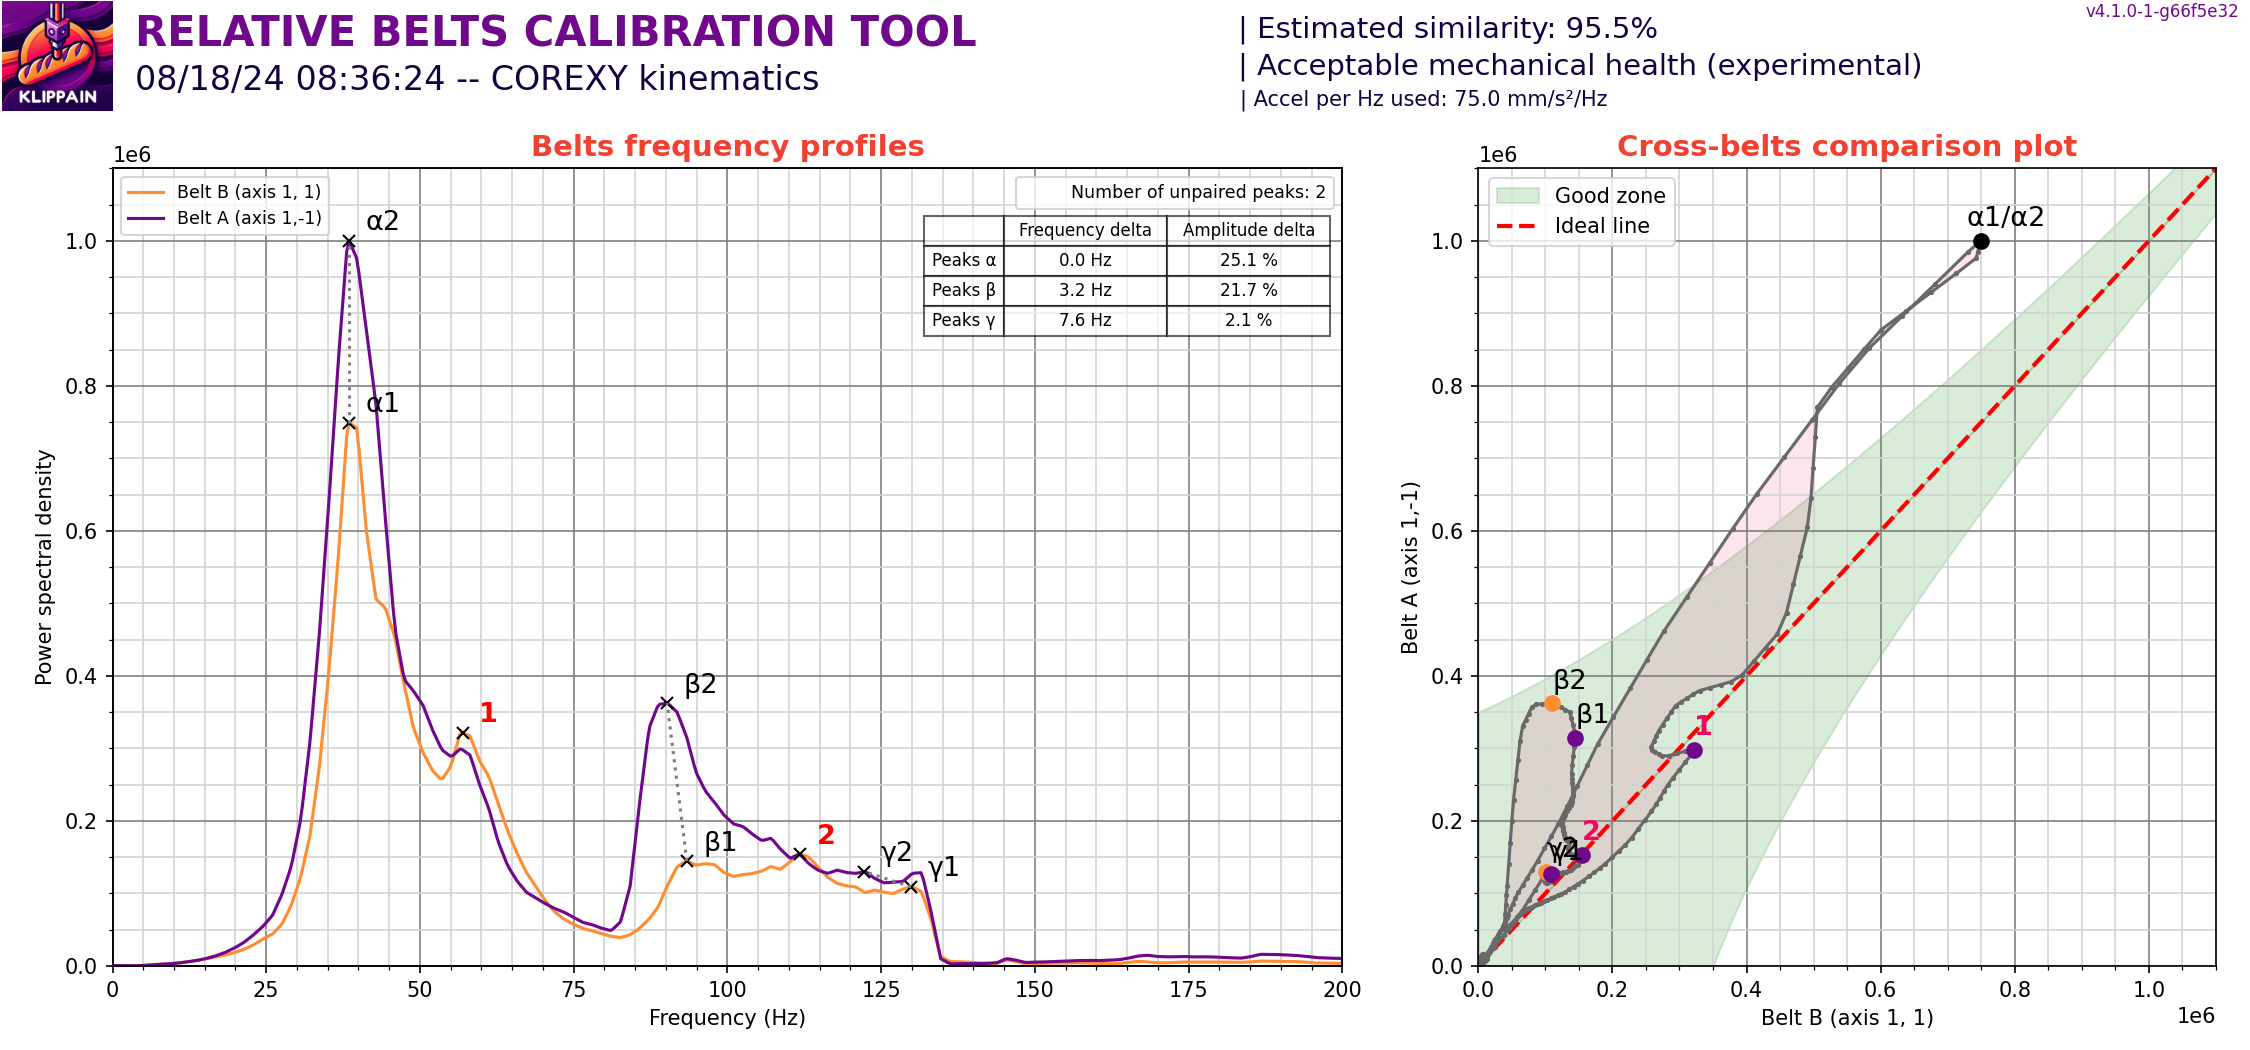 KLIPPAIN
RELATIVE BELTS CALIBRATION TOOL
08/18/24 08:36:24 -- COREXY kinematics
| Estimated similarity: 95.5%
| Acceptable mechanical health (experimental)
| Accel per Hz used: 75.0 mm/s²/Hz
v4.1.0-1-g66f5e32
Belts frequency profiles
1e6
Belt B (axis 1, 1)
Belt A (axis 1,-1)
Number of unpaired peaks: 2
Frequency delta Amplitude delta
Peaks α 0.0 Hz 25.1 %
Peaks β 3.2 Hz 21.7 %
Peaks γ 7.6 Hz 2.1 %
α2
α1
1
β2
β1
2
γ2
γ1
Power spectral density
1.0
0.8
0.6
0.4
0.2
0.0
0 25 50 75 100 125 150 175 200
Frequency (Hz)
Cross-belts comparison plot
1e6
Good zone
Ideal line
α1/α2
β2
β1
1
2
γ2
γ1
Belt A (axis 1,-1)
1.0
0.8
0.6
0.4
0.2
0.0
0.0 0.2 0.4 0.6 0.8 1.0
Belt B (axis 1, 1)
1e6